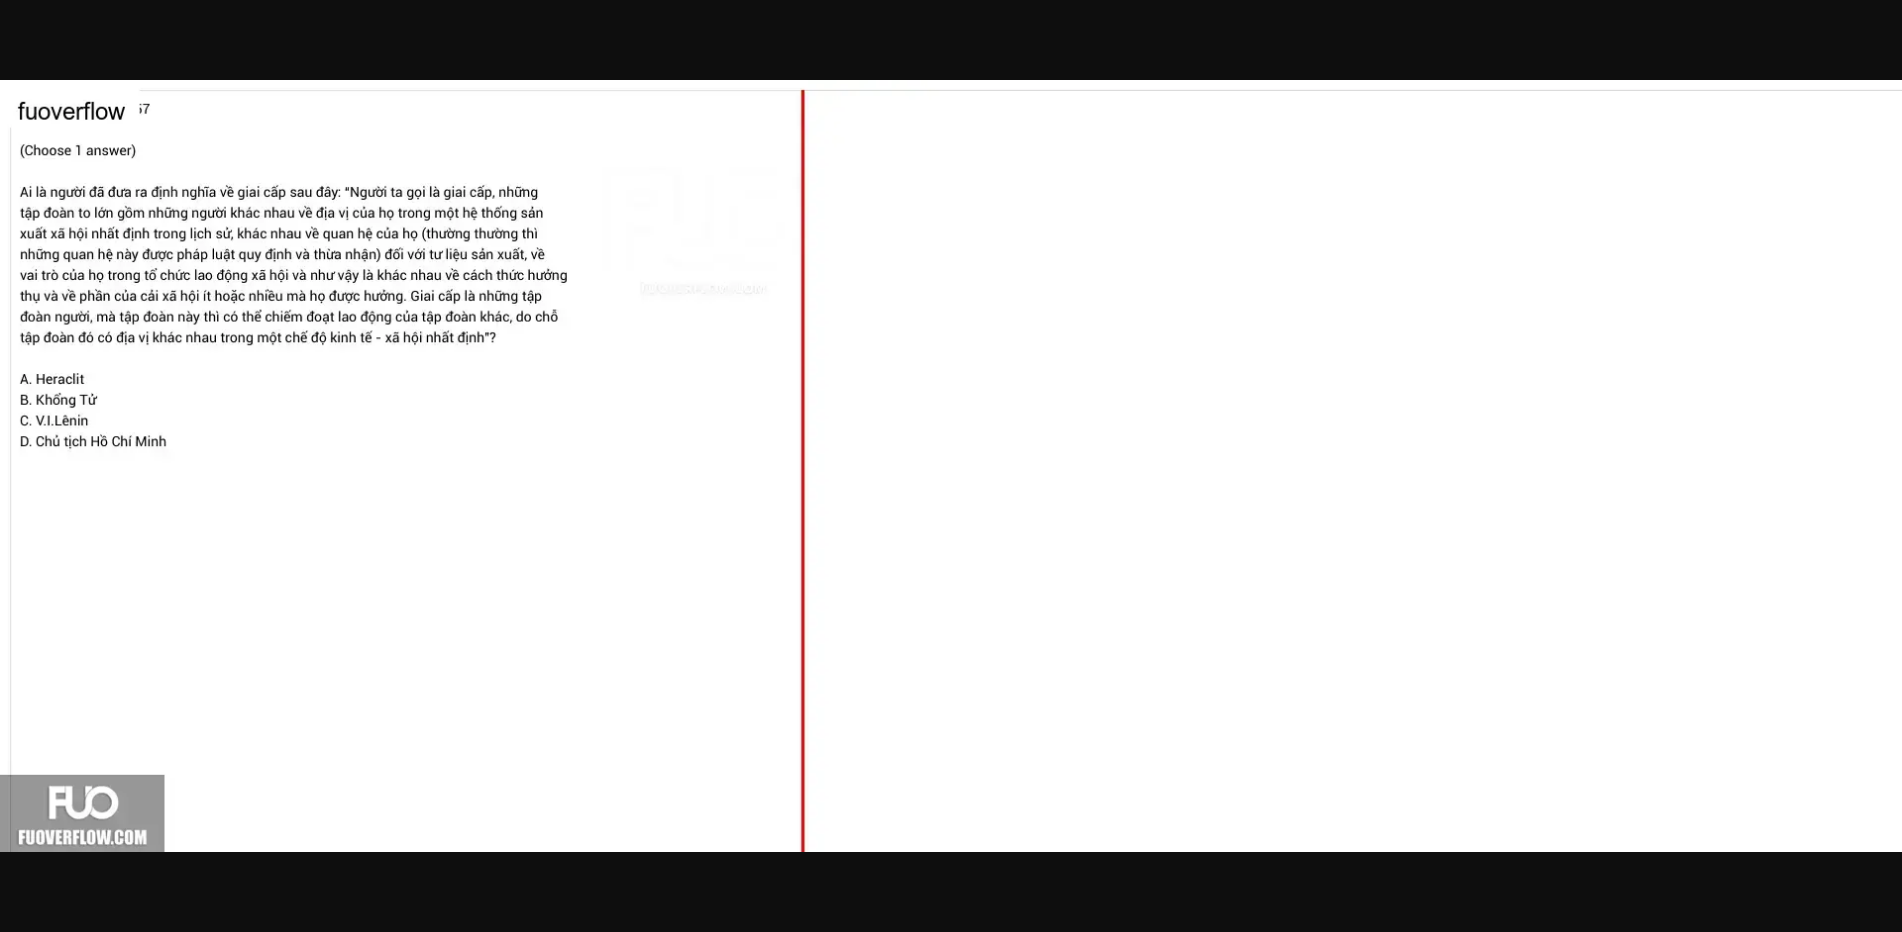 fuoverflow 57
(Choose 1 answer)
Ai là người đã đưa ra định nghĩa về giai cấp sau đây: "Người ta gọi là giai cấp, những
tập đoàn to lớn gồm những người khác nhau về địa vị của họ trong một hệ thống sản
xuất xã hội nhất định trong lịch sử, khác nhau về quan hệ của họ (thường thường thì
những quan hệ này được pháp luật quy định và thừa nhận) đối với tư liệu sản xuất, về
vai trò của họ trong tổ chức lao động xã hội và như vậy là khác nhau về cách thức hưởng
thụ và về phần của cải xã hội ít hoặc nhiều mà họ được hưởng. Giai cấp là những tập
đoàn người, mà tập đoàn này thì có thể chiếm đoạt lao động của tập đoàn khác, do chỗ
tập đoàn đó có địa vị khác nhau trong một chế độ kinh tế - xã hội nhất định"?
A. Heraclit
B. Khổng Tử
C. V.I.Lênin
D. Chủ tịch Hồ Chí Minh
FUO
FUOVERFLOW.COM